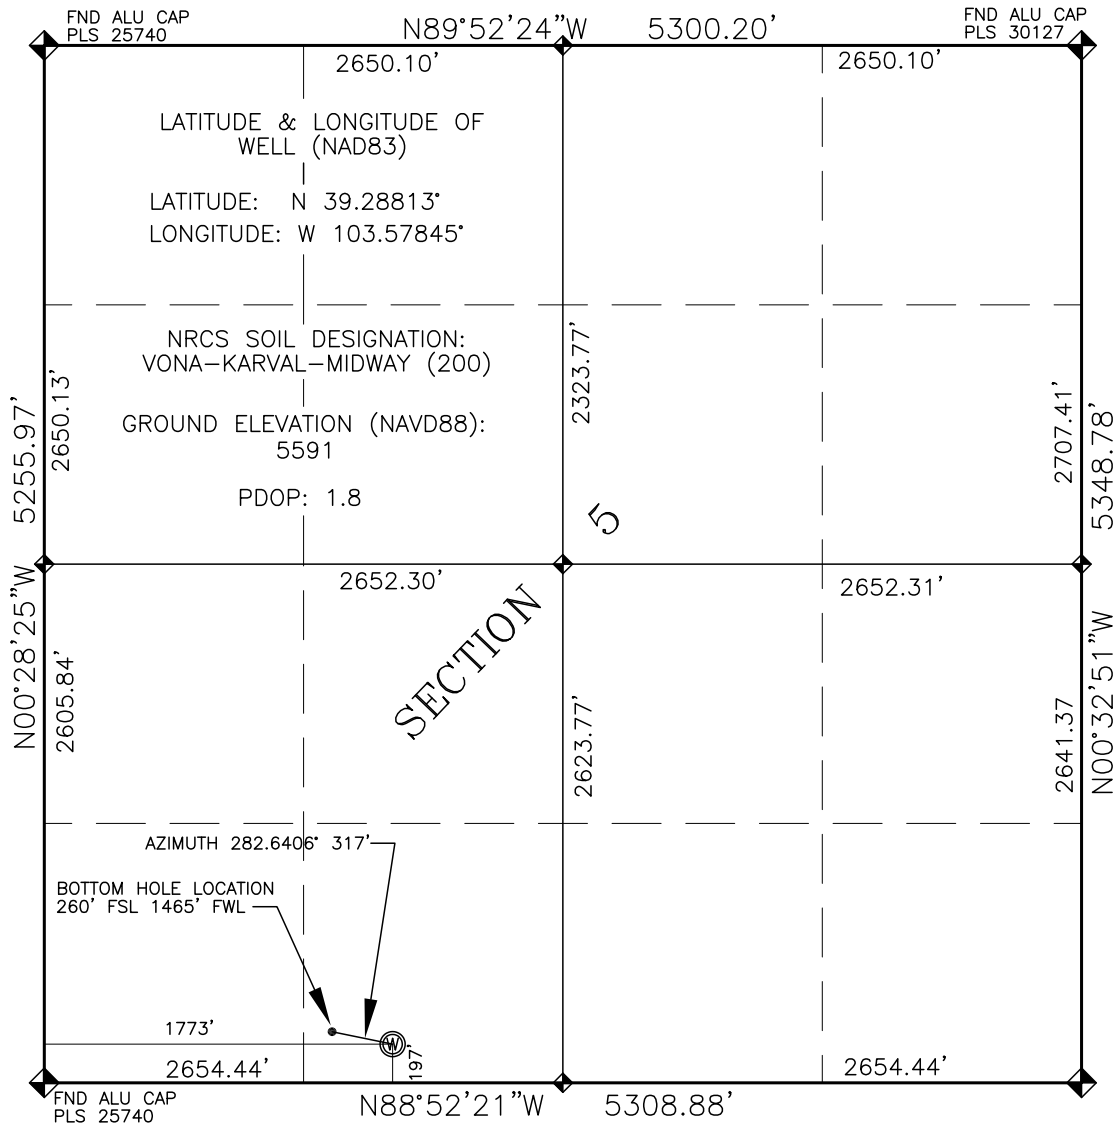 FND ALU CAP
PLS 25740
N89°52'24"W 5300.20'
FND ALU CAP
PLS 30127
2650.10'
2650.10'
LATITUDE & LONGITUDE OF
WELL (NAD83)
LATITUDE: N 39.28813°
LONGITUDE: W 103.57845°
NRCS SOIL DESIGNATION:
VONA-KARVAL-MIDWAY (200)
GROUND ELEVATION (NAVD88):
5591
PDOP: 1.8
5255.97'
2650.13'
2323.77'
2707.41'
5348.78'
SECTION 5
2652.30'
2652.31'
N00°28'25"W
2605.84'
2623.77'
2641.37
N00°32'51"W
AZIMUTH 282.6406° 317'
BOTTOM HOLE LOCATION
260' FSL 1465' FWL
1773'
W
197'
2654.44'
2654.44'
FND ALU CAP
PLS 25740
N88°52'21"W 5308.88'